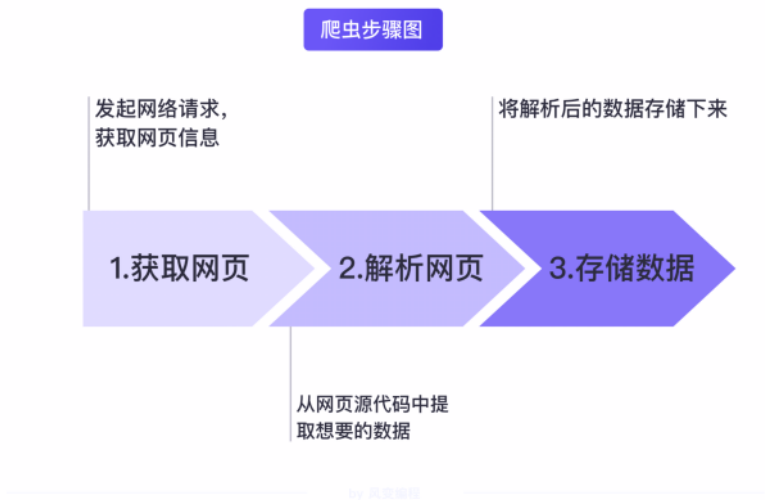 爬虫步骤图
发起网络请求，
获取网页信息
将解析后的数据存储下来
1.获取网页
2.解析网页
3.存储数据
从网页源代码中提
取想要的数据